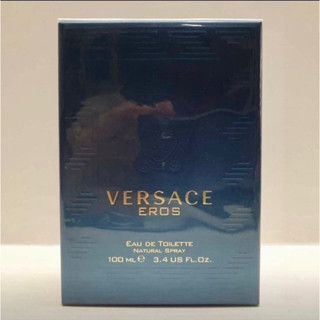 VERSACE
EROS
EAU DE TOILETTE
NATURAL SPRAY
100 ML ℮ 3.4 US FL.OZ.